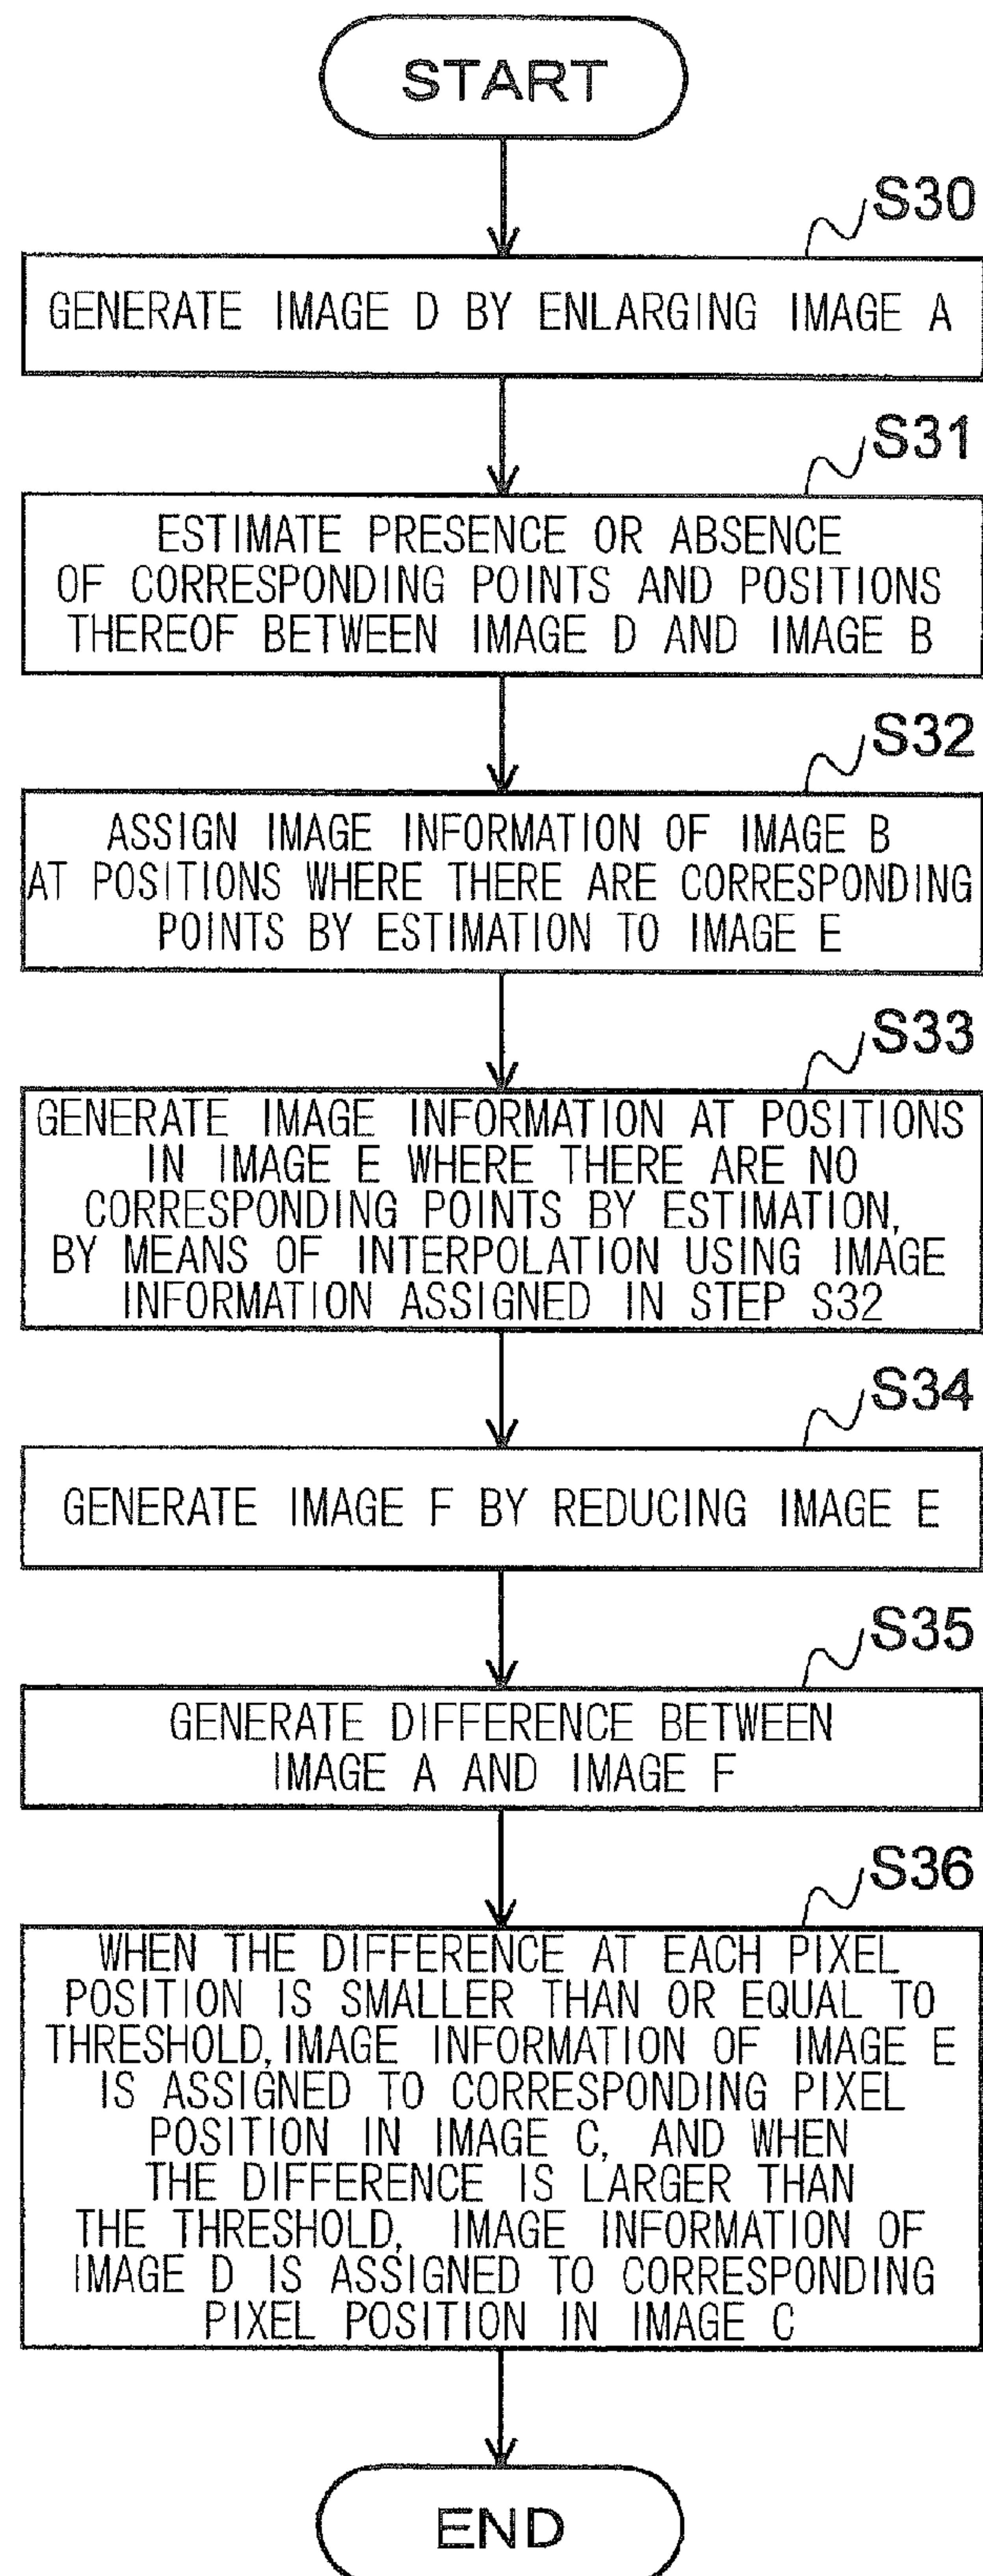 START
S30
GENERATE IMAGE D BY ENLARGING IMAGE A
S31
ESTIMATE PRESENCE OR ABSENCE
OF CORRESPONDING POINTS AND POSITIONS
THEREOF BETWEEN IMAGE D AND IMAGE B
S32
ASSIGN IMAGE INFORMATION OF IMAGE B
AT POSITIONS WHERE THERE ARE CORRESPONDING
POINTS BY ESTIMATION TO IMAGE E
S33
GENERATE IMAGE INFORMATION AT POSITIONS
IN IMAGE E WHERE THERE ARE NO
CORRESPONDING POINTS BY ESTIMATION,
BY MEANS OF INTERPOLATION USING IMAGE
INFORMATION ASSIGNED IN STEP S32
S34
GENERATE IMAGE F BY REDUCING IMAGE E
S35
GENERATE DIFFERENCE BETWEEN
IMAGE A AND IMAGE F
S36
WHEN THE DIFFERENCE AT EACH PIXEL
POSITION IS SMALLER THAN OR EQUAL TO
THRESHOLD, IMAGE INFORMATION OF IMAGE E
IS ASSIGNED TO CORRESPONDING PIXEL
POSITION IN IMAGE C, AND WHEN
THE DIFFERENCE IS LARGER THAN
THE THRESHOLD, IMAGE INFORMATION OF
IMAGE D IS ASSIGNED TO CORRESPONDING
PIXEL POSITION IN IMAGE C
END